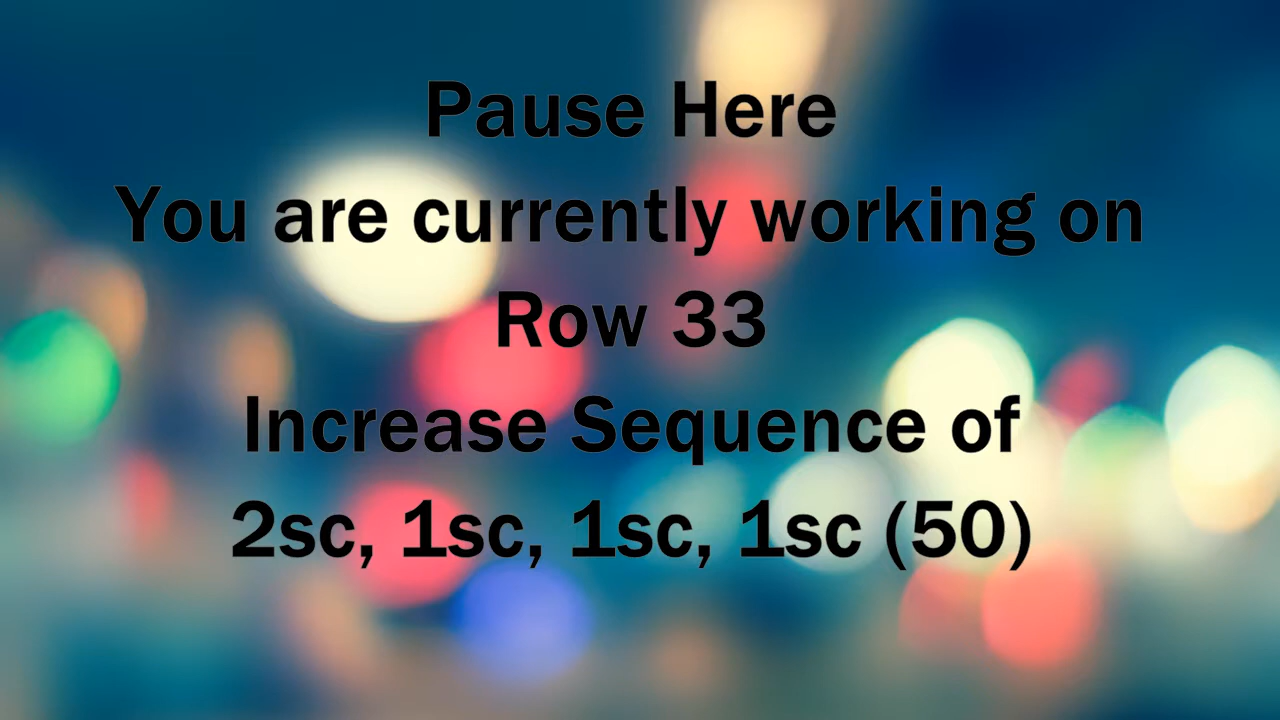 Pause Here
You are currently working on
Row 33
Increase Sequence of
2sc, 1sc, 1sc, 1sc (50)